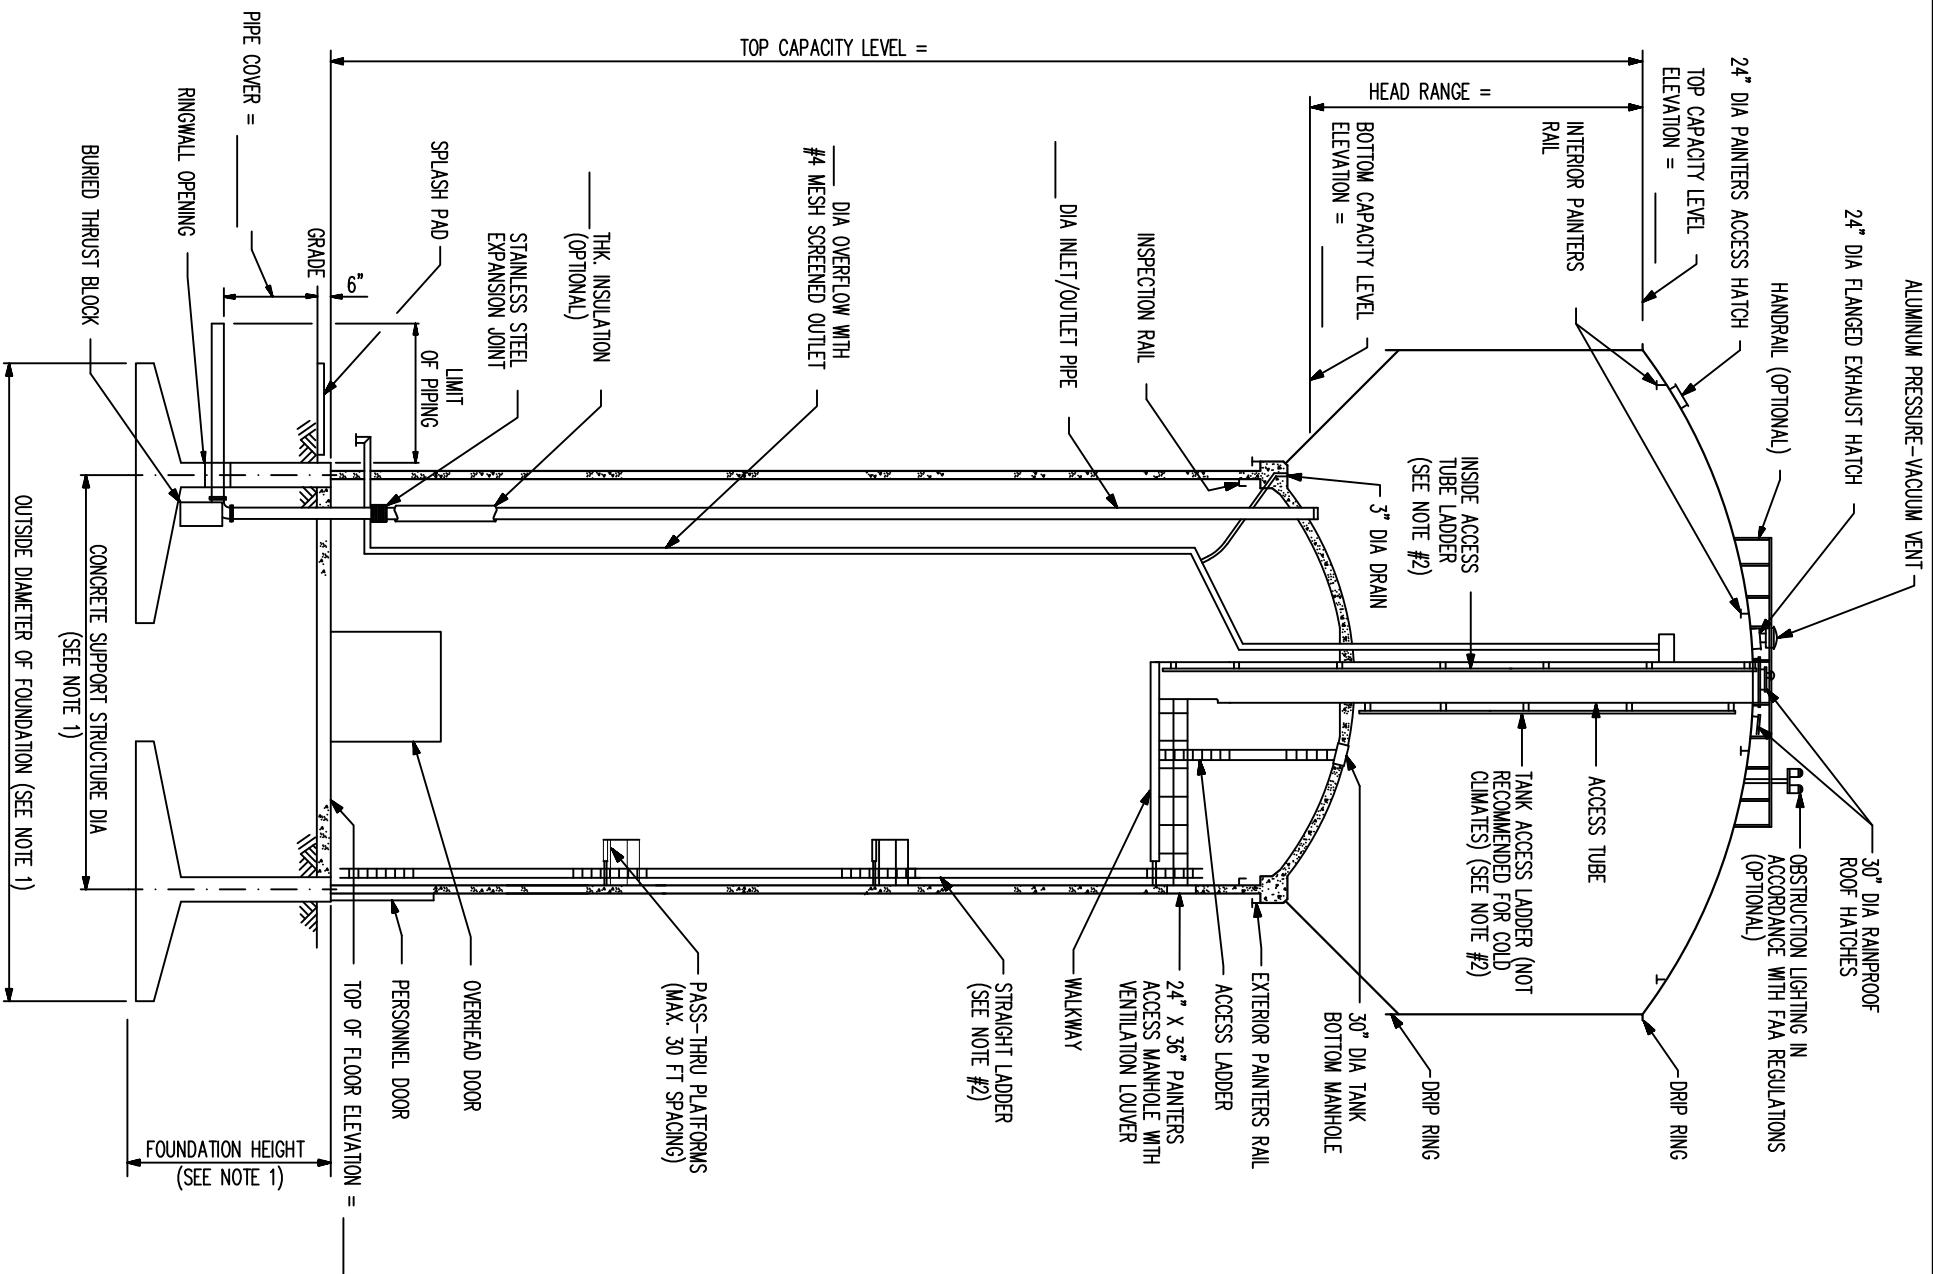 ALUMINUM PRESSURE-VACUUM VENT
24" DIA FLANGED EXHAUST HATCH
HANDRAIL (OPTIONAL)
24" DIA PAINTERS ACCESS HATCH
TOP CAPACITY LEVEL
ELEVATION =
INTERIOR PAINTERS
RAIL
HEAD RANGE =
TOP CAPACITY LEVEL =
BOTTOM CAPACITY LEVEL
ELEVATION =
INSPECTION RAIL
DIA INLET/OUTLET PIPE
DIA OVERFLOW WITH
#4 MESH SCREENED OUTLET
THK. INSULATION
(OPTIONAL)
STAINLESS STEEL
EXPANSION JOINT
SPLASH PAD
LIMIT
OF PIPING
6"
GRADE
PIPE COVER =
RINGWALL OPENING
BURIED THRUST BLOCK
3" DIA DRAIN
INSIDE ACCESS
TUBE LADDER
(SEE NOTE #2)
30" DIA RAINPROOF
ROOF HATCHES
OBSTRUCTION LIGHTING IN
ACCORDANCE WITH FAA REGULATIONS
(OPTIONAL)
ACCESS TUBE
TANK ACCESS LADDER (NOT
RECOMMENDED FOR COLD
CLIMATES) (SEE NOTE #2)
DRIP RING
DRIP RING
30" DIA TANK
BOTTOM MANHOLE
EXTERIOR PAINTERS RAIL
ACCESS LADDER
24" X 36" PAINTERS
ACCESS MANHOLE WITH
VENTILATION LOUVER
WALKWAY
STRAIGHT LADDER
(SEE NOTE #2)
PASS-THRU PLATFORMS
(MAX. 30 FT SPACING)
OVERHEAD DOOR
PERSONNEL DOOR
TOP OF FLOOR ELEVATION =
FOUNDATION HEIGHT
(SEE NOTE 1)
CONCRETE SUPPORT STRUCTURE DIA
(SEE NOTE 1)
OUTSIDE DIAMETER OF FOUNDATION (SEE NOTE 1)